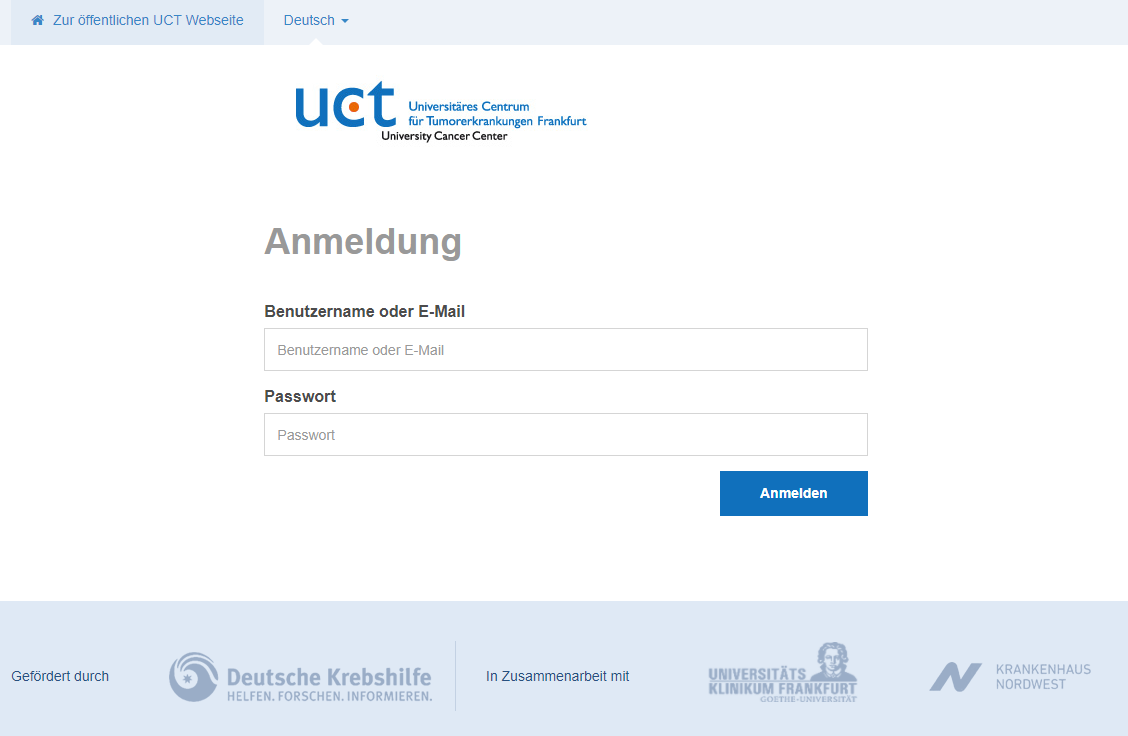 Zur öffentlichen UCT Webseite
Deutsch
uct
Universitäres Centrum
für Tumorerkrankungen Frankfurt
University Cancer Center
Anmeldung
Benutzername oder E-Mail
Benutzername oder E-Mail
Passwort
Passwort
Anmelden
Gefördert durch
Deutsche Krebshilfe
HELFEN. FORSCHEN. INFORMIEREN.
In Zusammenarbeit mit
UNIVERSITÄTS
KLINIKUM FRANKFURT
GOETHE-UNIVERSITÄT
KRANKENHAUS
NORDWEST